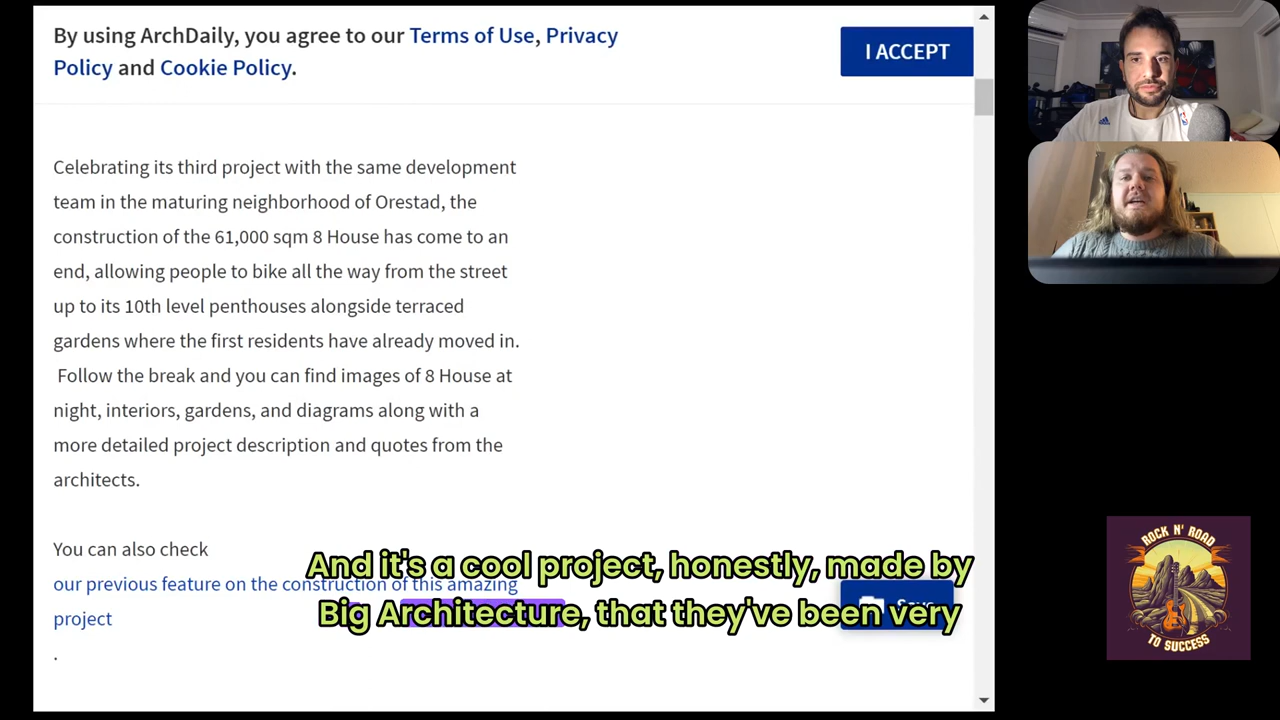 By using ArchDaily, you agree to our Terms of Use, Privacy
Policy and Cookie Policy.
I ACCEPT
Celebrating its third project with the same development
team in the maturing neighborhood of Orestad, the
construction of the 61,000 sqm 8 House has come to an
end, allowing people to bike all the way from the street
up to its 10th level penthouses alongside terraced
gardens where the first residents have already moved in.
Follow the break and you can find images of 8 House at
night, interiors, gardens, and diagrams along with a
more detailed project description and quotes from the
architects.
You can also check
our previous feature on the construction of this amazing
project
.
And it's a cool project, honestly, made by
Big Architecture, that they've been very
ROCK N' ROAD
TO SUCCESS